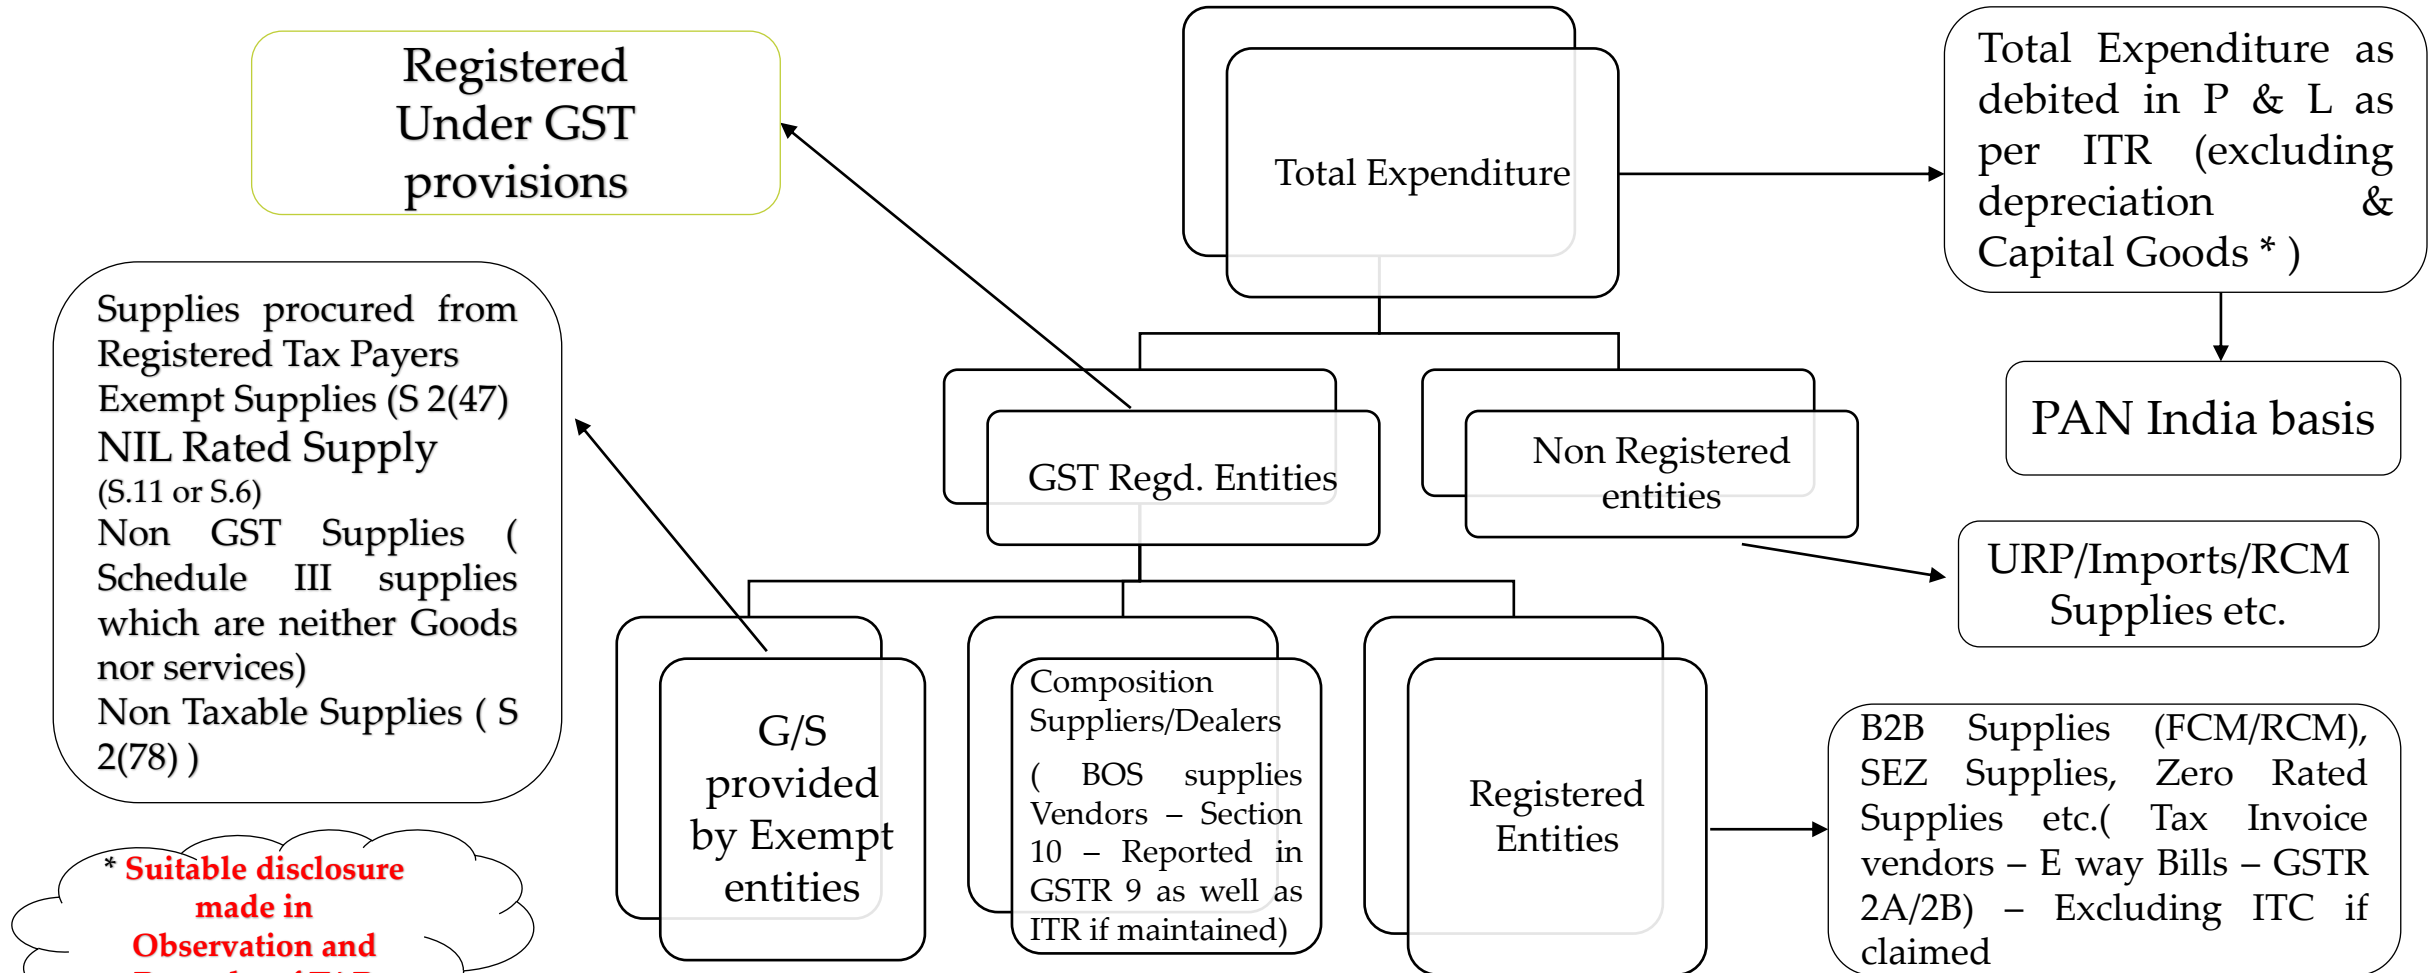 Registered
Under GST
provisions
Total Expenditure
Total Expenditure as
debited in P & L as
per ITR (excluding
depreciation &
Capital Goods * )
PAN India basis
Supplies procured from
Registered Tax Payers
Exempt Supplies (S 2(47)
NIL Rated Supply
(S.11 or S.6)
Non GST Supplies (
Schedule III supplies
which are neither Goods
nor services)
Non Taxable Supplies ( S
2(78) )
GST Regd. Entities
Non Registered
entities
URP/Imports/RCM
Supplies etc.
G/S
provided
by Exempt
entities
Composition
Suppliers/Dealers
( BOS supplies
Vendors – Section
10 – Reported in
GSTR 9 as well as
ITR if maintained)
Registered
Entities
B2B Supplies (FCM/RCM),
SEZ Supplies, Zero Rated
Supplies etc.( Tax Invoice
vendors – E way Bills – GSTR
2A/2B) – Excluding ITC if
claimed
* Suitable disclosure
made in
Observation and